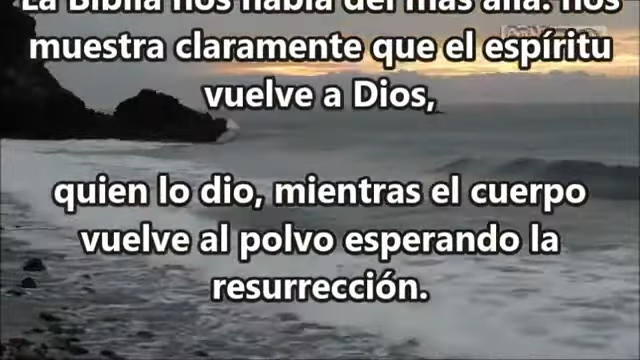 La Biblia nos habla del más allá: nos
muestra claramente que el espíritu
vuelve a Dios,
quien lo dio, mientras el cuerpo
vuelve al polvo esperando la
resurrección.